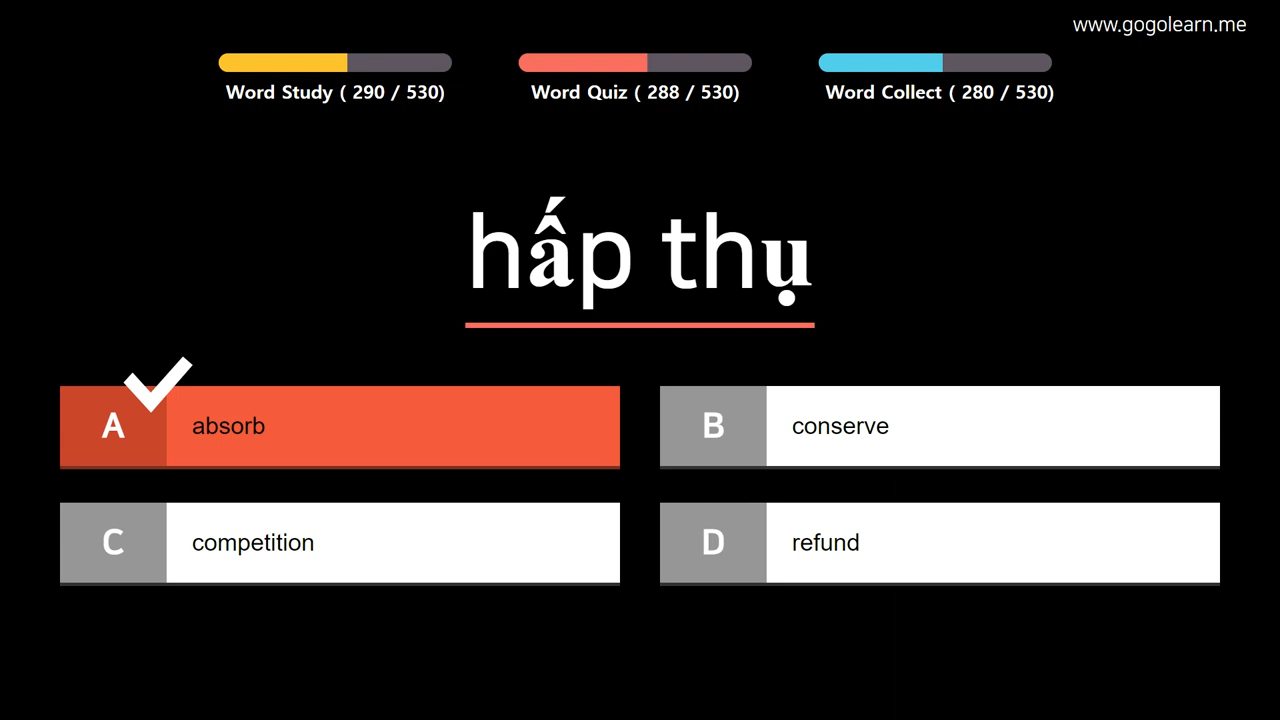 www.gogolearn.me
Word Study ( 290 / 530)
Word Quiz ( 288 / 530)
Word Collect ( 280 / 530)
hấp thụ
A absorb
B conserve
C competition
D refund